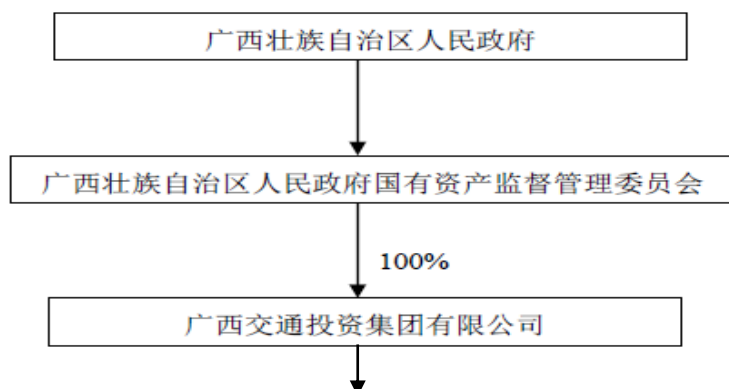 广西壮族自治区人民政府
广西壮族自治区人民政府国有资产监督管理委员会
100%
广西交通投资集团有限公司